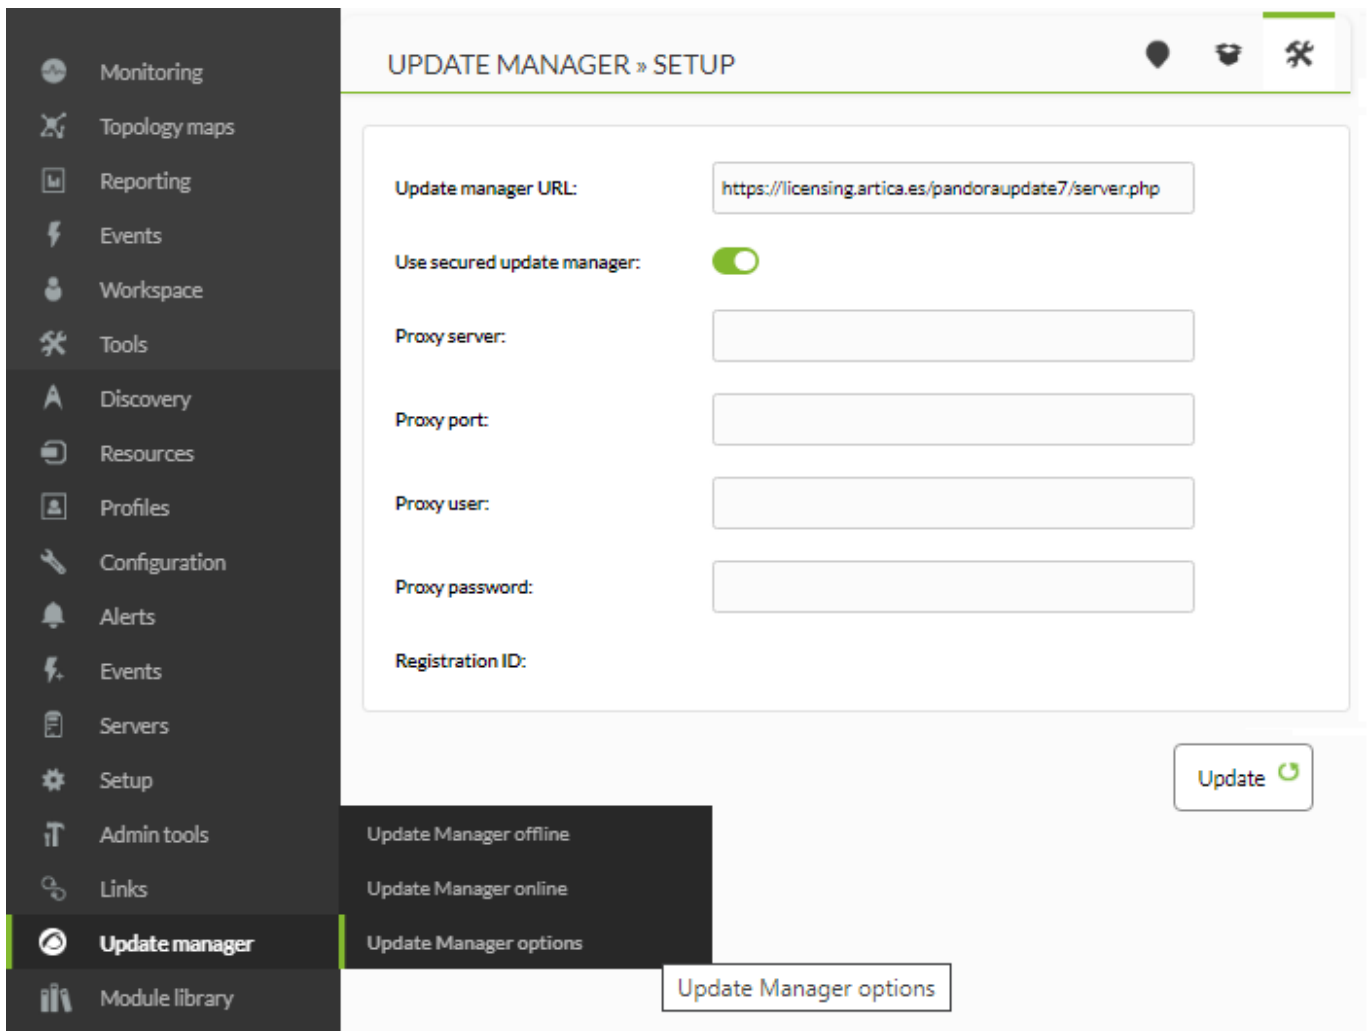 Monitoring
Topology maps
Reporting
Events
Workspace
Tools
Discovery
Resources
Profiles
Configuration
Alerts
Events
Servers
Setup
Admin tools
Links
Update manager
Module library
UPDATE MANAGER » SETUP
Update manager URL: https://licensing.artica.es/pandoraupdate7/server.php
Use secured update manager:
Proxy server:
Proxy port:
Proxy user:
Proxy password:
Registration ID:
Update
Update Manager offline
Update Manager online
Update Manager options
Update Manager options